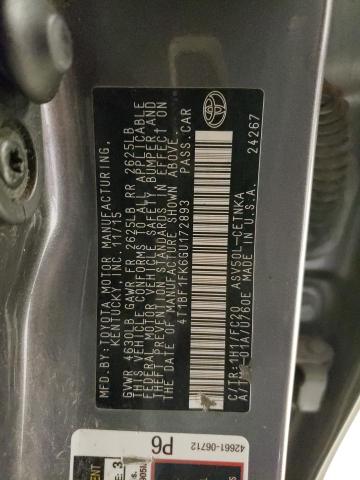 MFD. BY: TOYOTA MOTOR MANUFACTURING,
KENTUCKY, INC. 11/15
GVWR 4630LB GAWR FR 2625LB RR 2625LB
THIS VEHICLE CONFORMS TO ALL APPLICABLE
FEDERAL MOTOR VEHICLE SAFETY, BUMPER AND
THEFT PREVENTION STANDARDS IN EFFECT ON
THE DATE OF MANUFACTURE SHOWN ABOVE.
4T1BF1FK6GU172893 PASS. CAR
C/TR:1H1/FC20 ASV50L-CETNKA
MADE IN U.S.A.
24267
42661-06712
P6